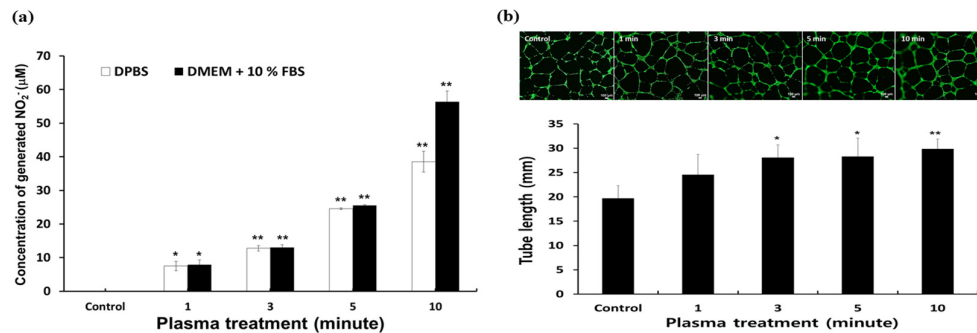 (a)
Concentration of generated NO₂⁻ (µM)
70
60
50
40
30
20
10
0
DPBS
DMEM + 10 % FBS
* *
** **
** **
** **
Control 1 3 5 10
Plasma treatment (minute)
(b)
Control 1 min 3 min 5 min 10 min
Tube length (mm)
35
30
25
20
15
10
5
0
* * **
Control 1 3 5 10
Plasma treatment (minute)